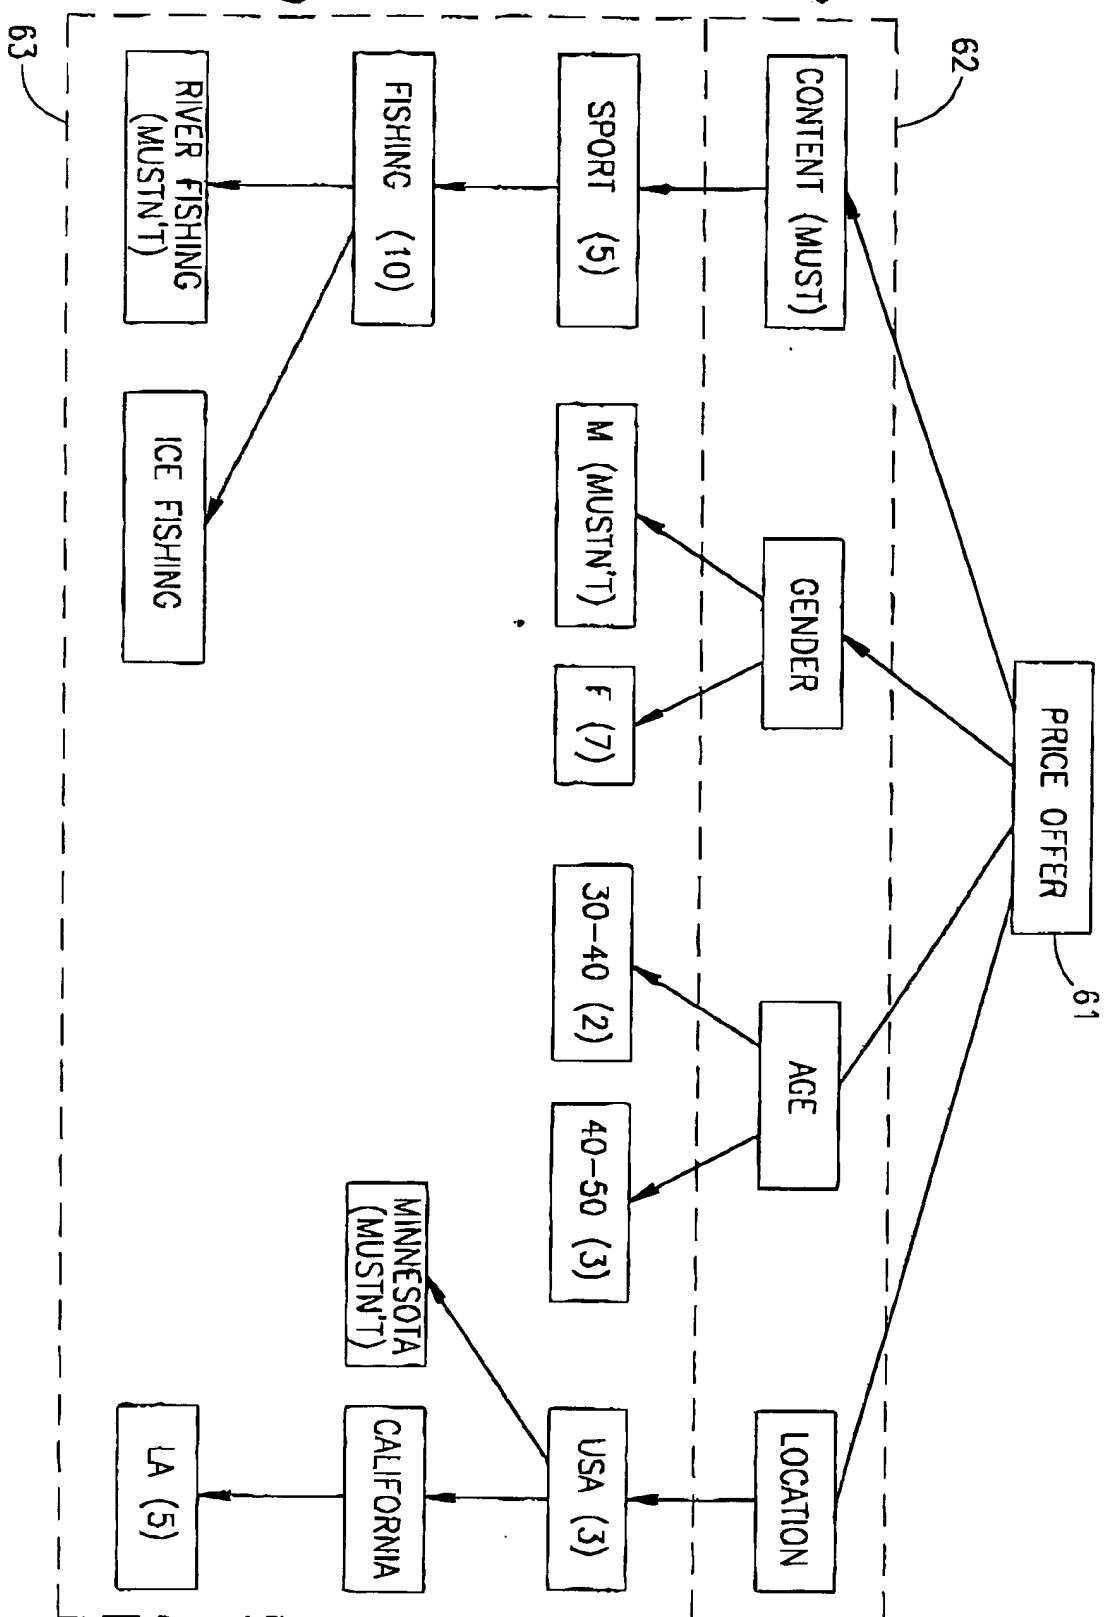 PRICE OFFER
61
62
CONTENT (MUST)
GENDER
AGE
LOCATION
63
SPORT (5)
M (MUSTN'T)
F (7)
30-40 (2)
40-50 (3)
USA (3)
FISHING (10)
MINNESOTA
(MUSTN'T)
CALIFORNIA
RIVER FISHING
(MUSTN'T)
ICE FISHING
LA (5)